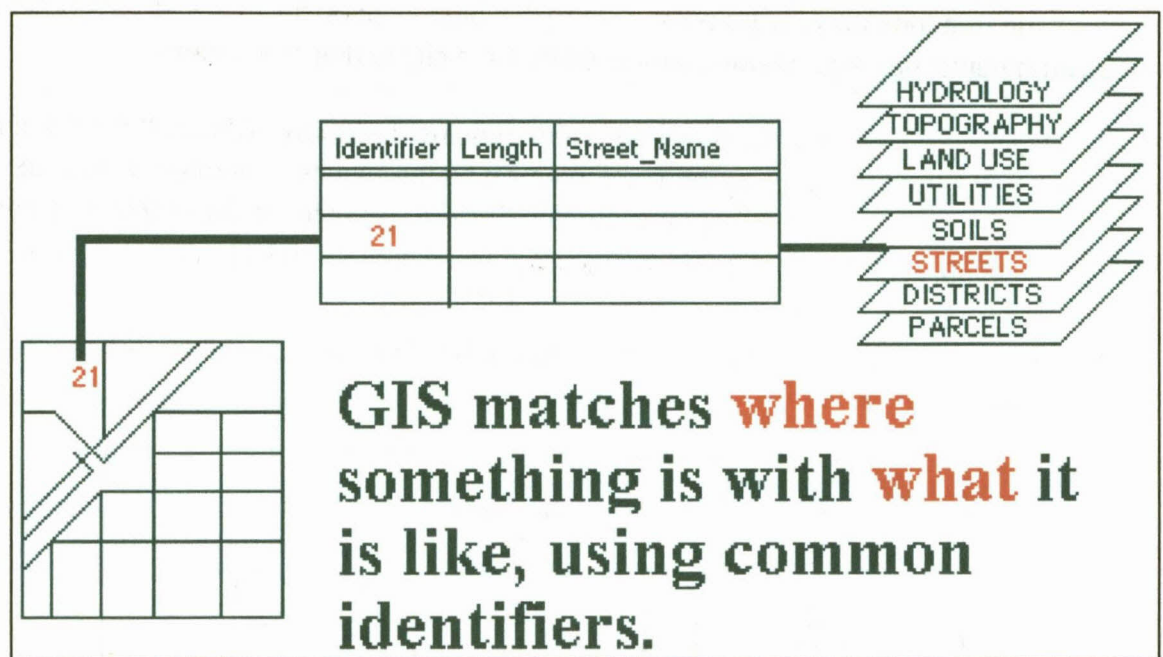 HYDROLOGY
TOPOGRAPHY
LAND USE
UTILITIES
SOILS
STREETS
DISTRICTS
PARCELS
Identifier Length Street_Name
21
21
GIS matches where
something is with what it
is like, using common
identifiers.